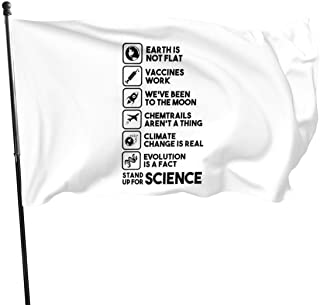 EARTH IS
NOT FLAT
VACCINES
WORK
WE'VE BEEN
TO THE MOON
CHEMTRAILS
AREN'T A THING
CLIMATE
CHANGE IS REAL
EVOLUTION
IS A FACT
STAND
UP FOR SCIENCE